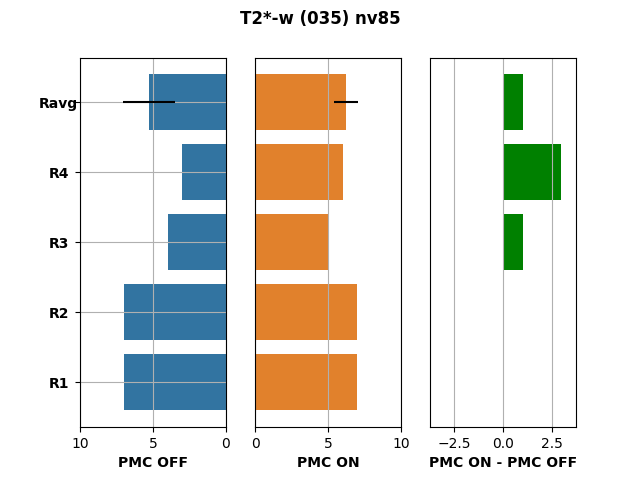 T2*-w (035) nv85
Ravg
R4
R3
R2
R1
10 5 0
0 5 10
−2.5 0.0 2.5
PMC OFF
PMC ON
PMC ON - PMC OFF